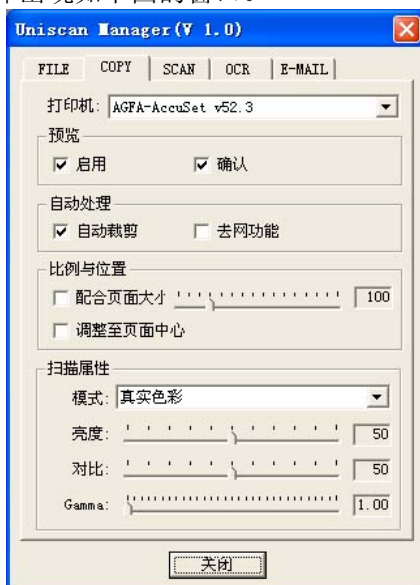 Uniscan Manager(V 1.0)
FILE COPY SCAN OCR E-MAIL
打印机: AGFA-AccuSet v52.3
预览
启用 确认
自动处理
自动裁剪 去网功能
比例与位置
配合页面大小 100
调整至页面中心
扫描属性
模式: 真实色彩
亮度: 50
对比: 50
Gamma: 1.00
关闭